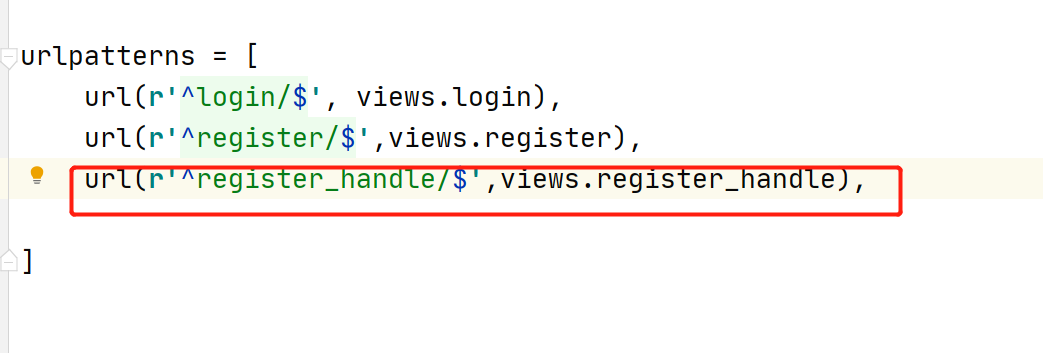 urlpatterns = [
    url(r'^login/$', views.login),
    url(r'^register/$',views.register),
    url(r'^register_handle/$',views.register_handle),
]